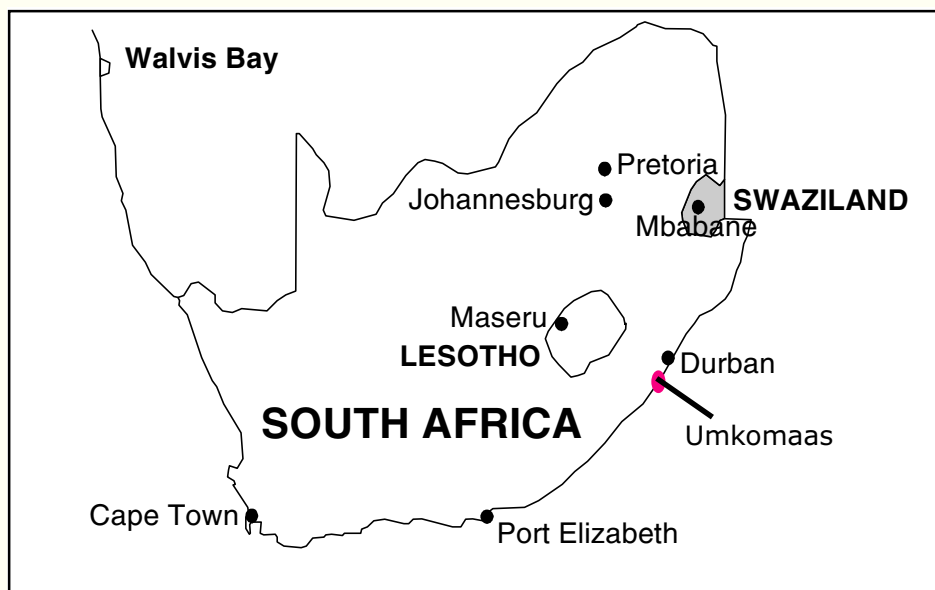 Walvis Bay
Pretoria
Johannesburg
SWAZILAND
Mbabane
Maseru
LESOTHO
Durban
SOUTH AFRICA
Umkomaas
Cape Town
Port Elizabeth